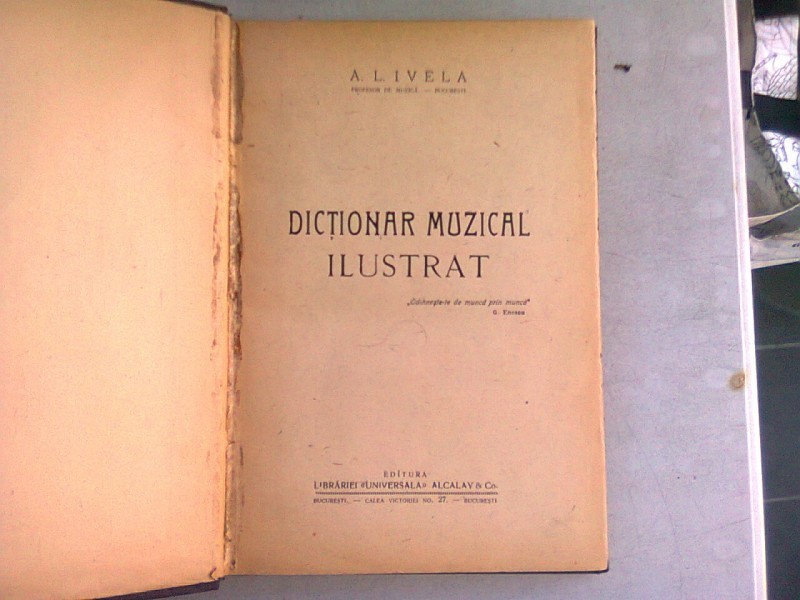 A. L. IVELA
PROFESOR DE MUZICĂ. — BUCUREȘTI
DICȚIONAR MUZICAL
ILUSTRAT
„Odihnește-te de muncă prin muncă"
G. Enescu
EDITURA
LIBRĂRIEI «UNIVERSALA» ALCALAY & Co.
BUCUREȘTI, — CALEA VICTORIEI NO. 27. — BUCUREȘTI